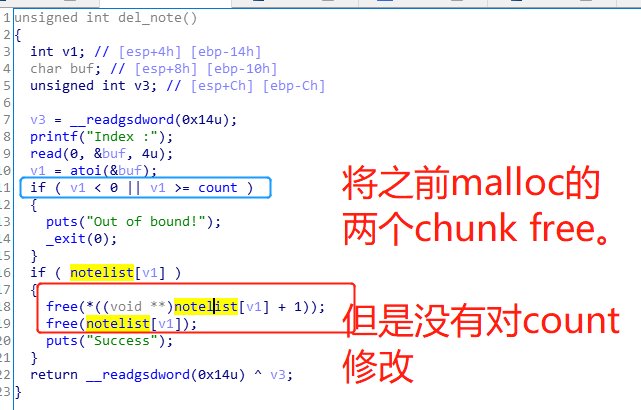 1 unsigned int del_note()
2 {
3 int v1; // [esp+4h] [ebp-14h]
4 char buf; // [esp+8h] [ebp-10h]
5 unsigned int v3; // [esp+Ch] [ebp-Ch]
6
7 v3 = __readgsdword(0x14u);
8 printf("Index :");
9 read(0, &buf, 4u);
10 v1 = atoi(&buf);
11 if ( v1 < 0 || v1 >= count )
12 {
13 puts("Out of bound!");
14 _exit(0);
15 }
16 if ( notelist[v1] )
17 {
18 free(*((void **)notelist[v1] + 1));
19 free(notelist[v1]);
20 puts("Success");
21 }
22 return __readgsdword(0x14u) ^ v3;
23 }
将之前malloc的
两个chunk free。
但是没有对count
修改